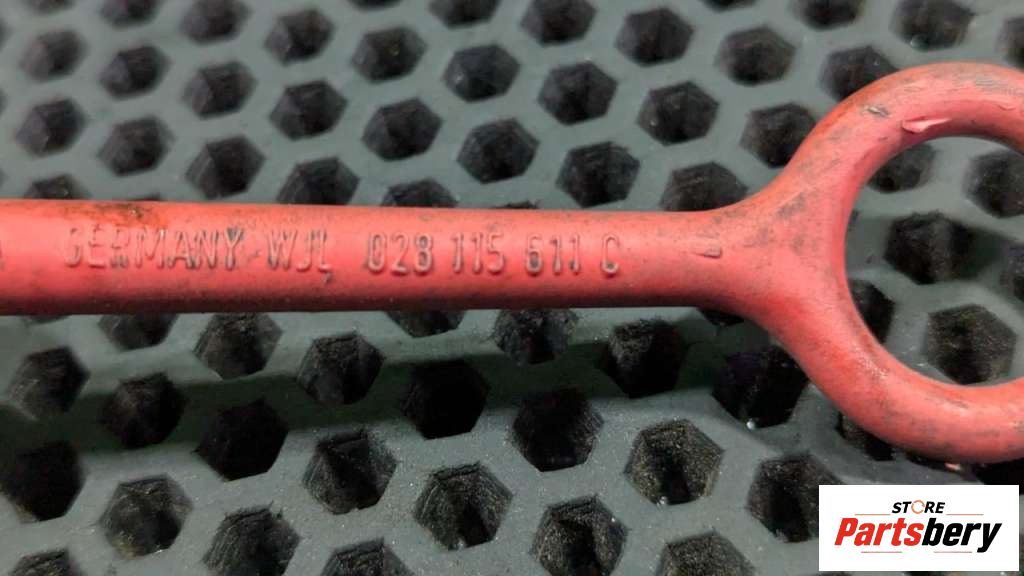 GERMANY WJL 028 115 611 C
STORE
Partsbery